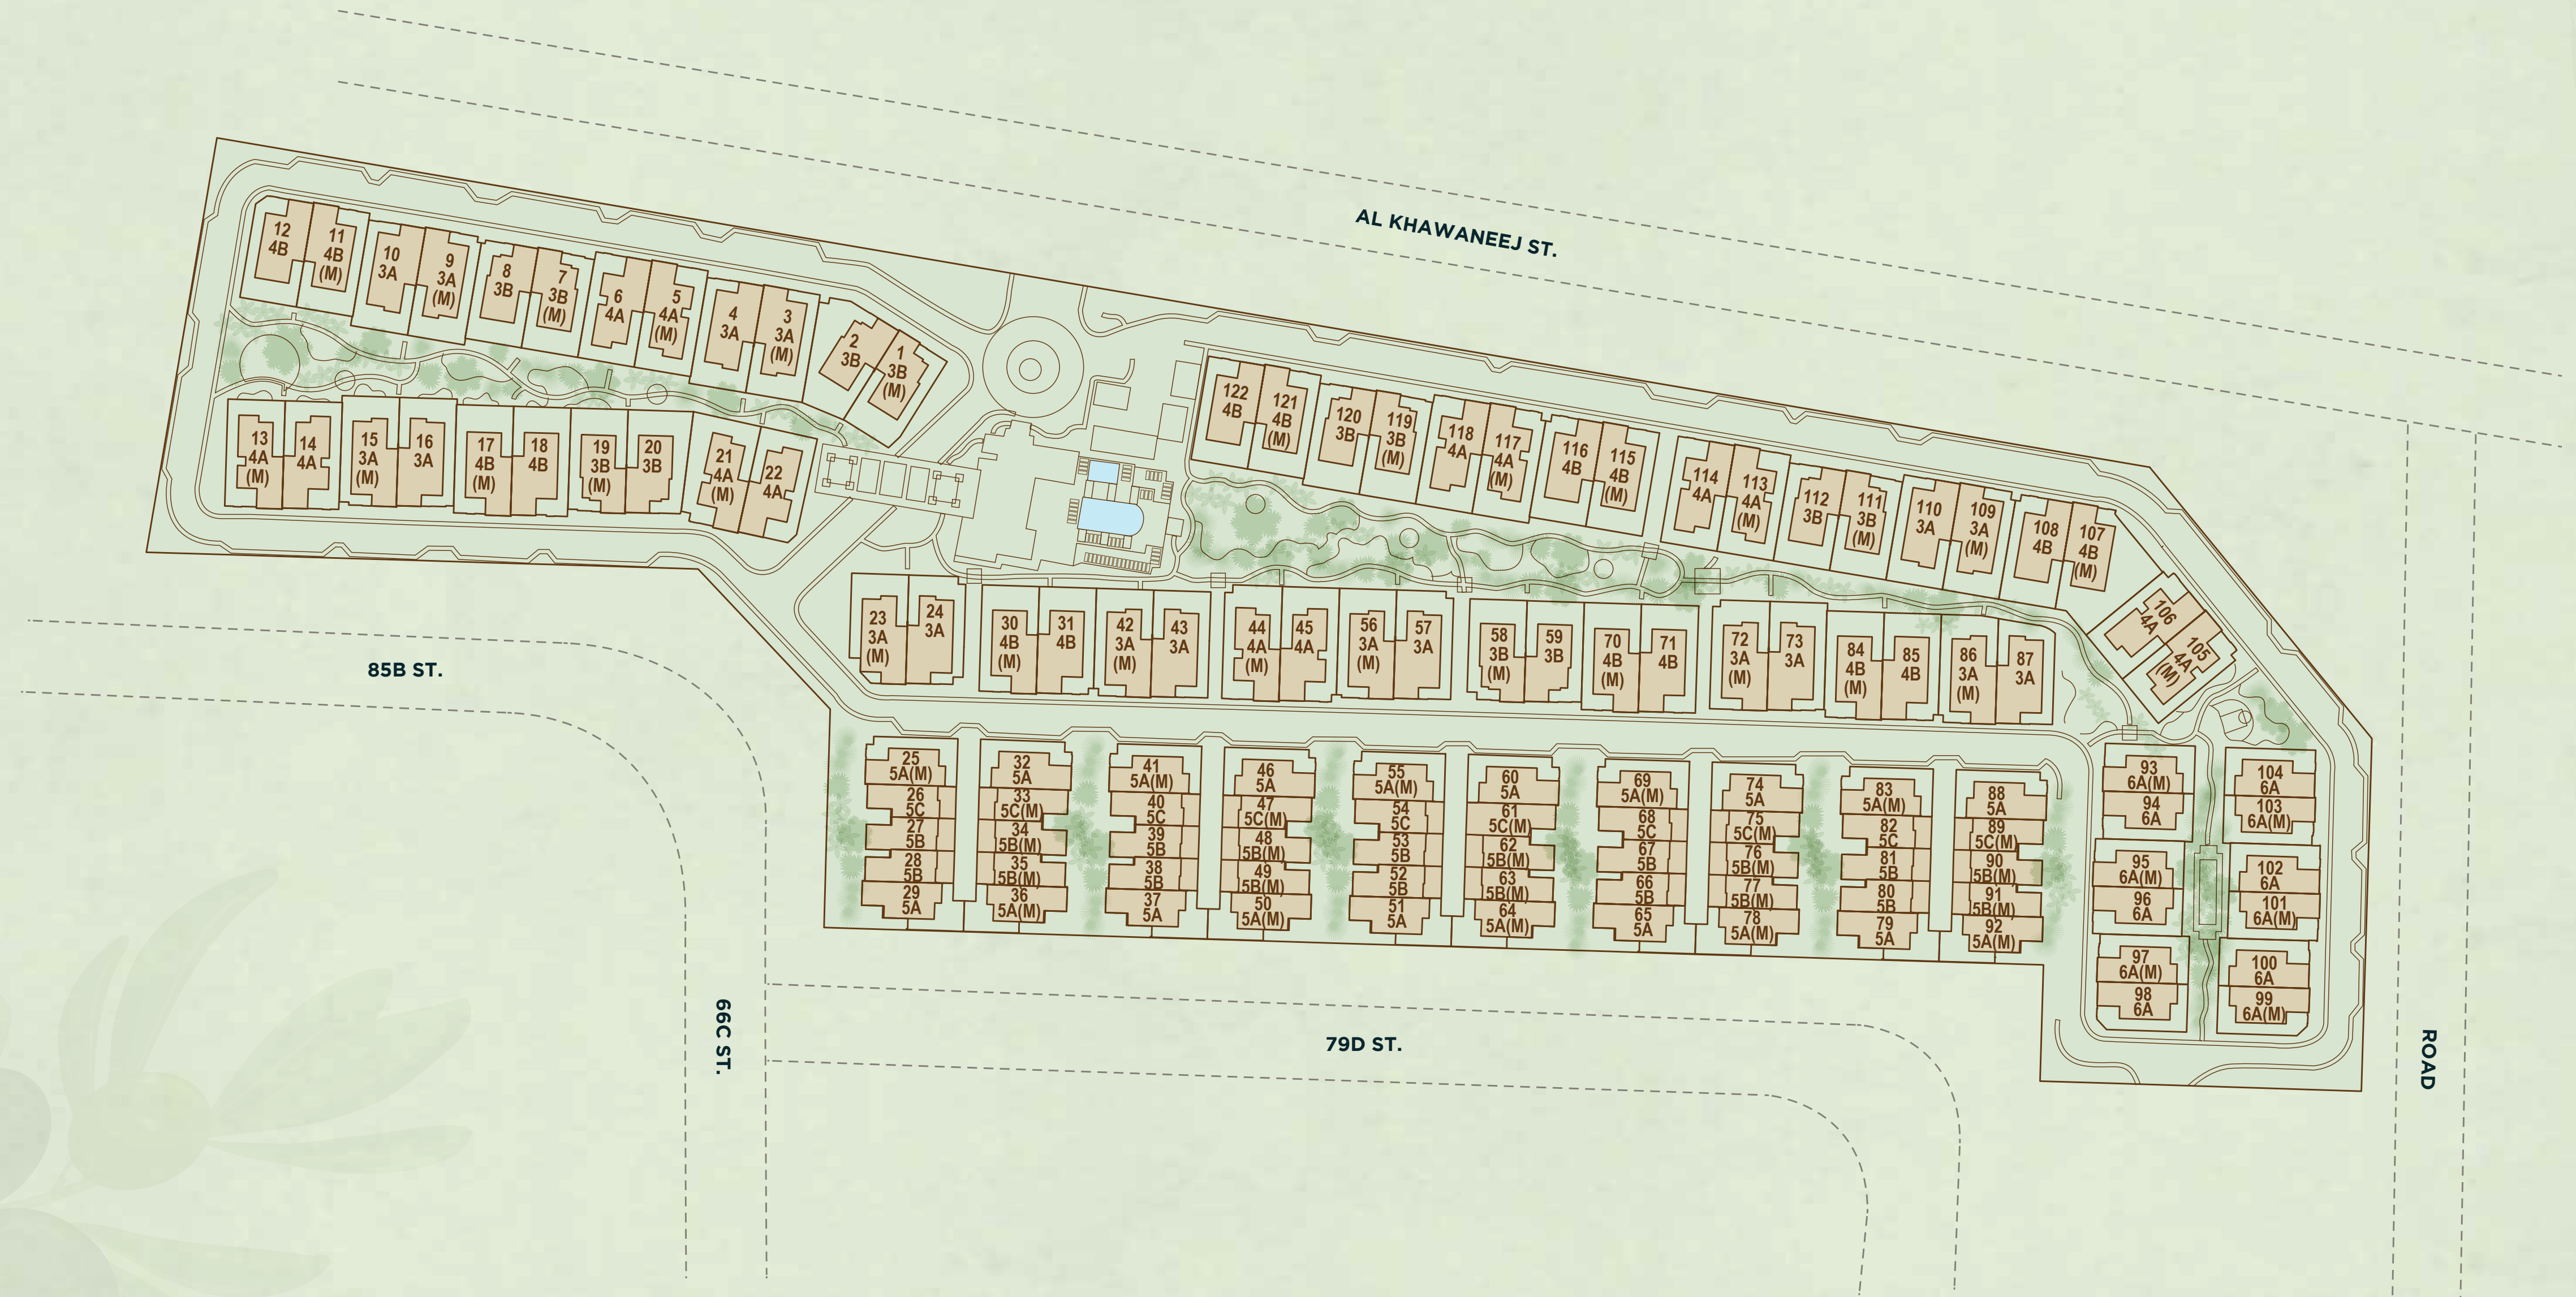 AL KHAWANEEJ ST.
12
4B
11
4B
(M)
10
3A
9
3A
(M)
8
3B
7
3B
(M)
6
4A
5
4A
(M)
4
3A
3
3A
(M)
2
3B
1
3B
(M)
13
4A
(M)
14
4A
15
3A
(M)
16
3A
17
4B
(M)
18
4B
19
3B
(M)
20
3B
21
4A
(M)
22
4A
122
4B
121
4B
(M)
120
3B
119
3B
(M)
118
4A
117
4A
(M)
116
4B
115
4B
(M)
114
4A
113
4A
(M)
112
3B
111
3B
(M)
110
3A
109
3A
(M)
108
4B
107
4B
(M)
106
4A
105
4A
(M)
23
3A
(M)
24
3A
30
4B
(M)
31
4B
42
3A
(M)
43
3A
44
4A
(M)
45
4A
56
3A
(M)
57
3A
58
3B
(M)
59
3B
70
4B
(M)
71
4B
72
3A
(M)
73
3A
84
4B
(M)
85
4B
86
3A
(M)
87
3A
85B ST.
25
5A(M)
26
5C
27
5B
28
5B
29
5A
32
5A
33
5C(M)
34
5B(M)
35
5B(M)
36
5A(M)
41
5A(M)
40
5C
39
5B
38
5B
37
5A
46
5A
47
5C(M)
48
5B(M)
49
5B(M)
50
5A(M)
55
5A(M)
54
5C
53
5B
52
5B
51
5A
60
5A
61
5C(M)
62
5B(M)
63
5B(M)
64
5A(M)
69
5A(M)
68
5C
67
5B
66
5B
65
5A
74
5A
75
5C(M)
76
5B(M)
77
5B(M)
78
5A(M)
83
5A(M)
82
5C
81
5B
80
5B
79
5A
88
5A
89
5C(M)
90
5B(M)
91
5B(M)
92
5A(M)
93
6A(M)
94
6A
95
6A(M)
96
6A
97
6A(M)
98
6A
104
6A
103
6A(M)
102
6A
101
6A(M)
100
6A
99
6A(M)
66C ST.
79D ST.
ROAD